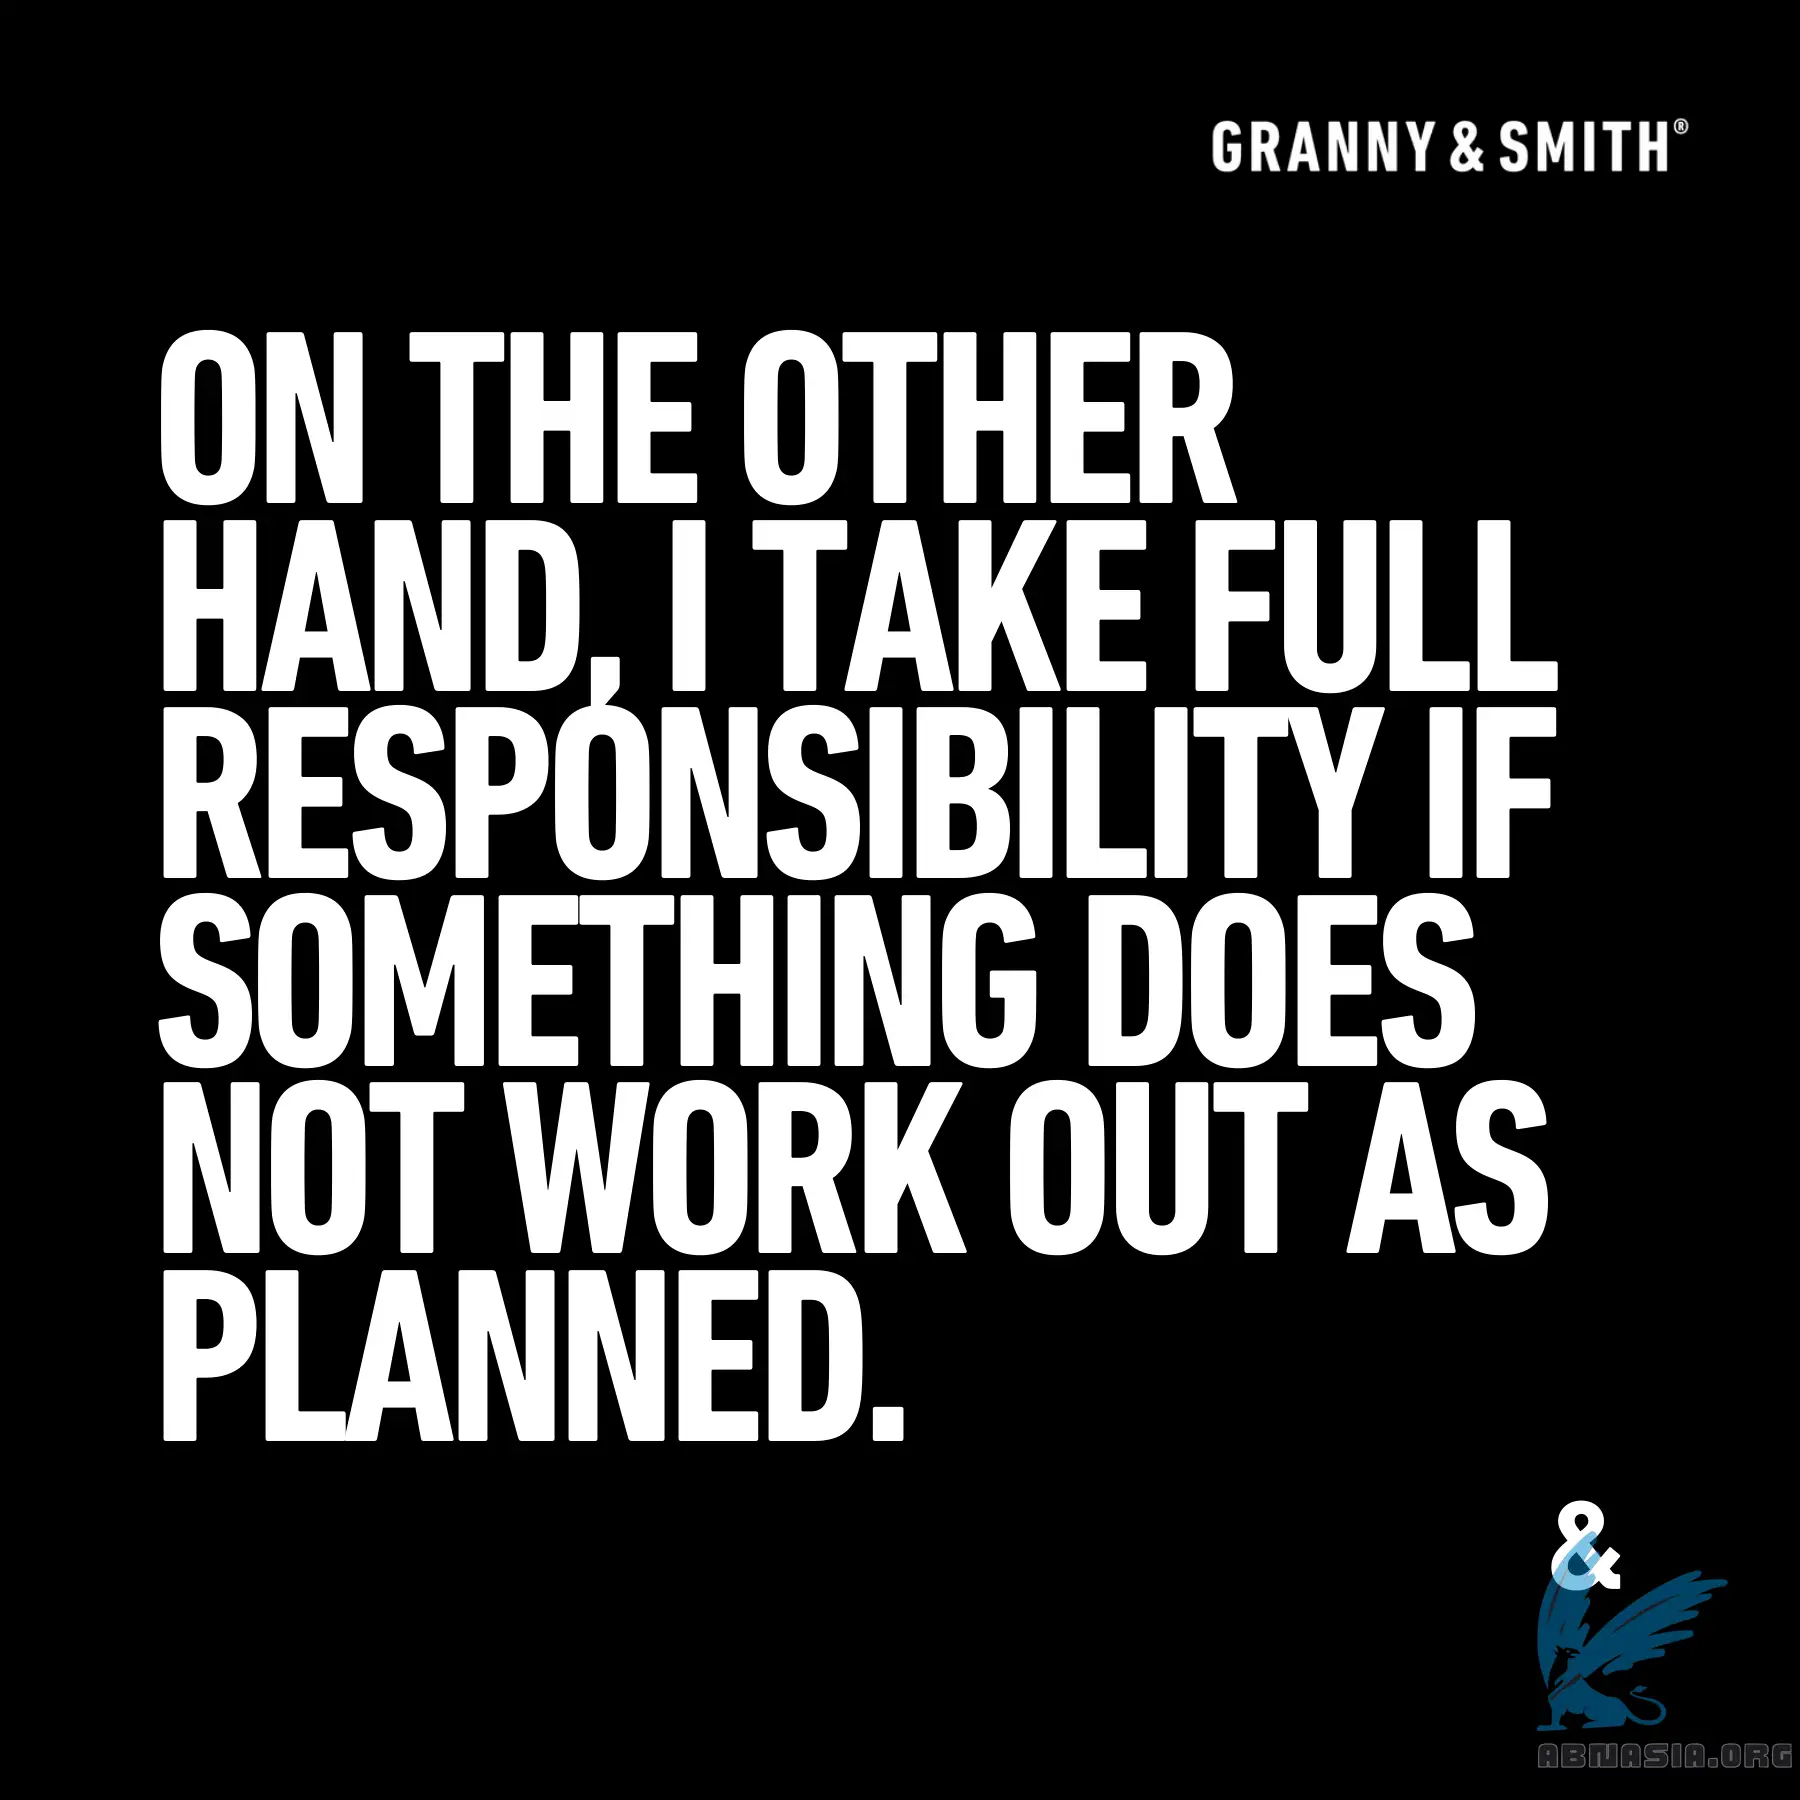 GRANNY & SMITH®
ON THE OTHER
HAND, I TAKE FULL
RESPONSIBILITY IF
SOMETHING DOES
NOT WORK OUT AS
PLANNED.
&
ABNASIA.ORG